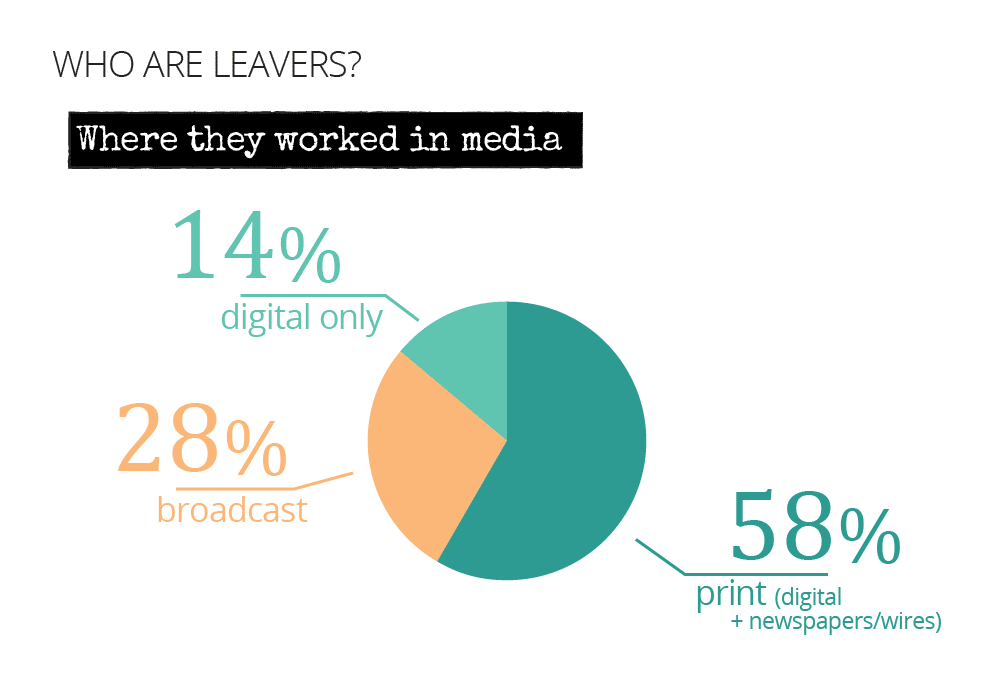 WHO ARE LEAVERS?
Where they worked in media
14%
digital only
28%
broadcast
58%
print (digital
+ newspapers/wires)